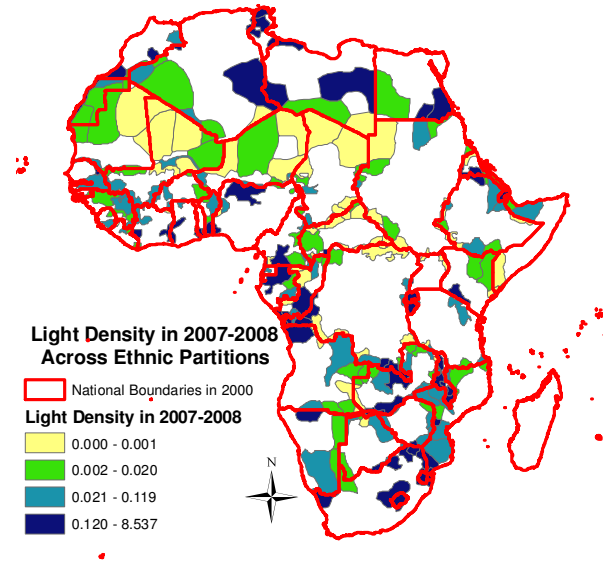 N
Light Density in 2007-2008
Across Ethnic Partitions
National Boundaries in 2000
Light Density in 2007-2008
0.000 - 0.001
0.002 - 0.020
0.021 - 0.119
0.120 - 8.537